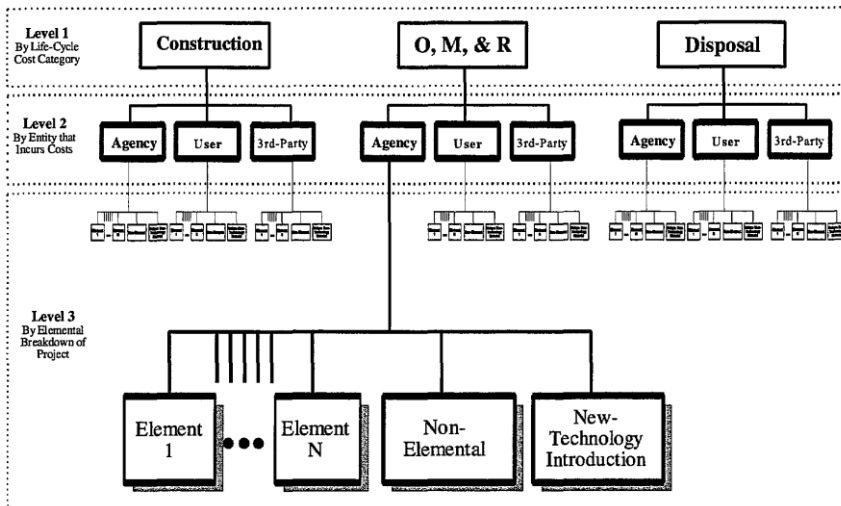 Level 1
By Life-Cycle
Cost Category
Construction
O, M, & R
Disposal
Level 2
By Entity that
Incurs Costs
Agency
User
3rd-Party
Agency
User
3rd-Party
Agency
User
3rd-Party
Level 3
By Elemental
Breakdown of
Project
Element
1
Element
N
Non-
Elemental
New-
Technology
Introduction